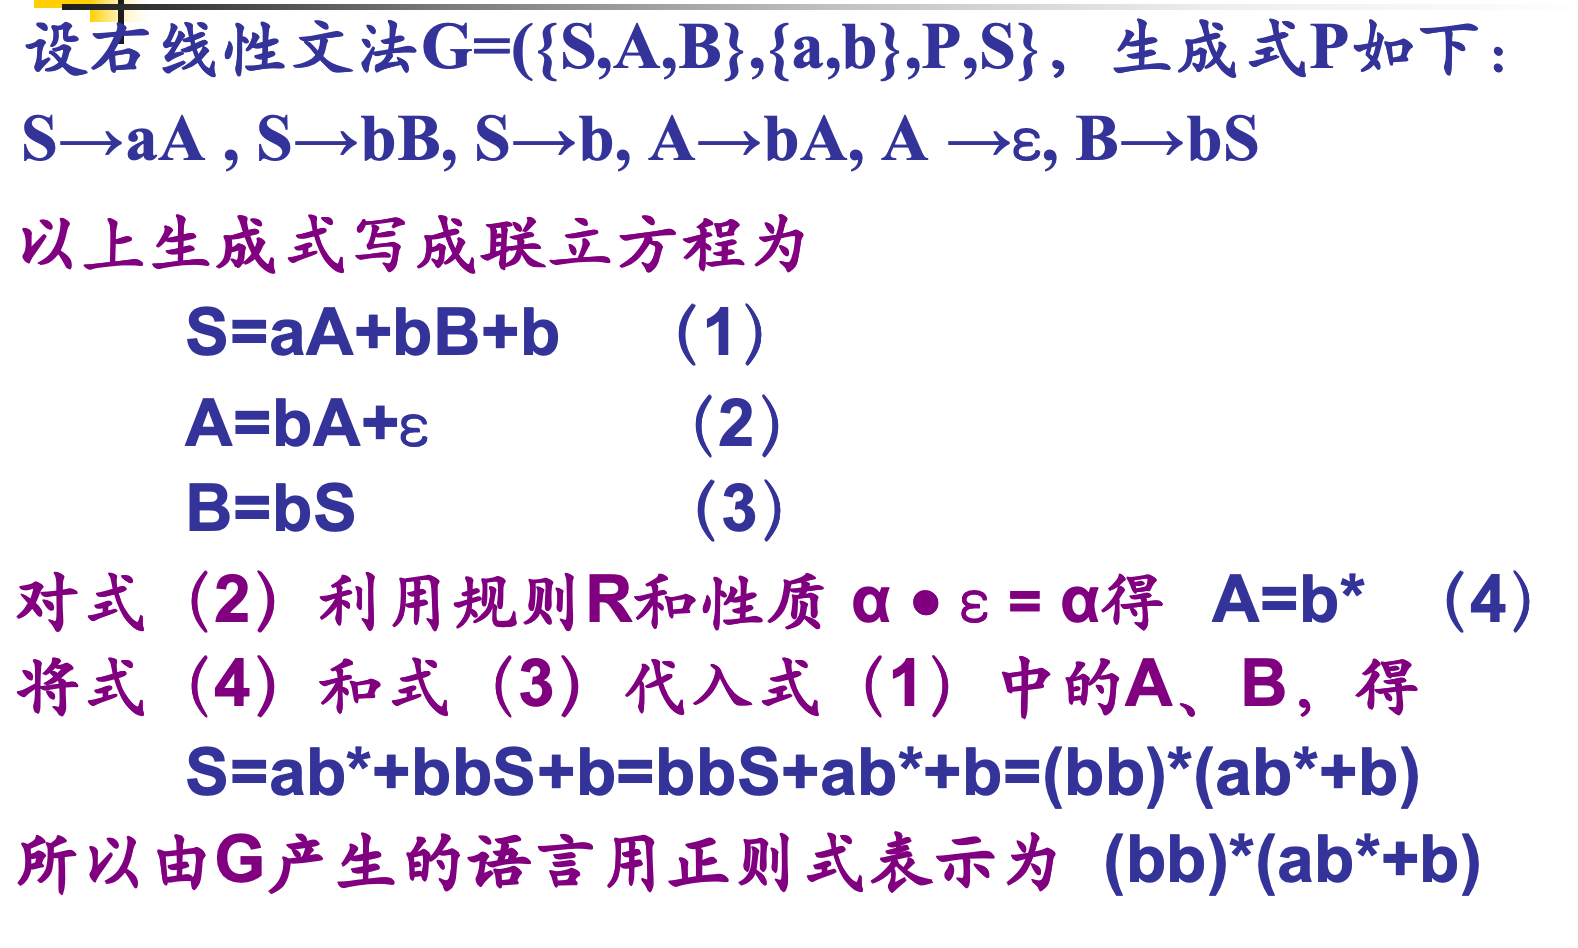 设右线性文法G=({S,A,B},{a,b},P,S}，生成式P如下：
S→aA , S→bB, S→b, A→bA, A →ε, B→bS
以上生成式写成联立方程为
S=aA+bB+b （1）
A=bA+ε （2）
B=bS （3）
对式（2）利用规则R和性质 α ● ε = α得 A=b* （4）
将式（4）和式（3）代入式（1）中的A、B，得
S=ab*+bbS+b=bbS+ab*+b=(bb)*(ab*+b)
所以由G产生的语言用正则式表示为 (bb)*(ab*+b)